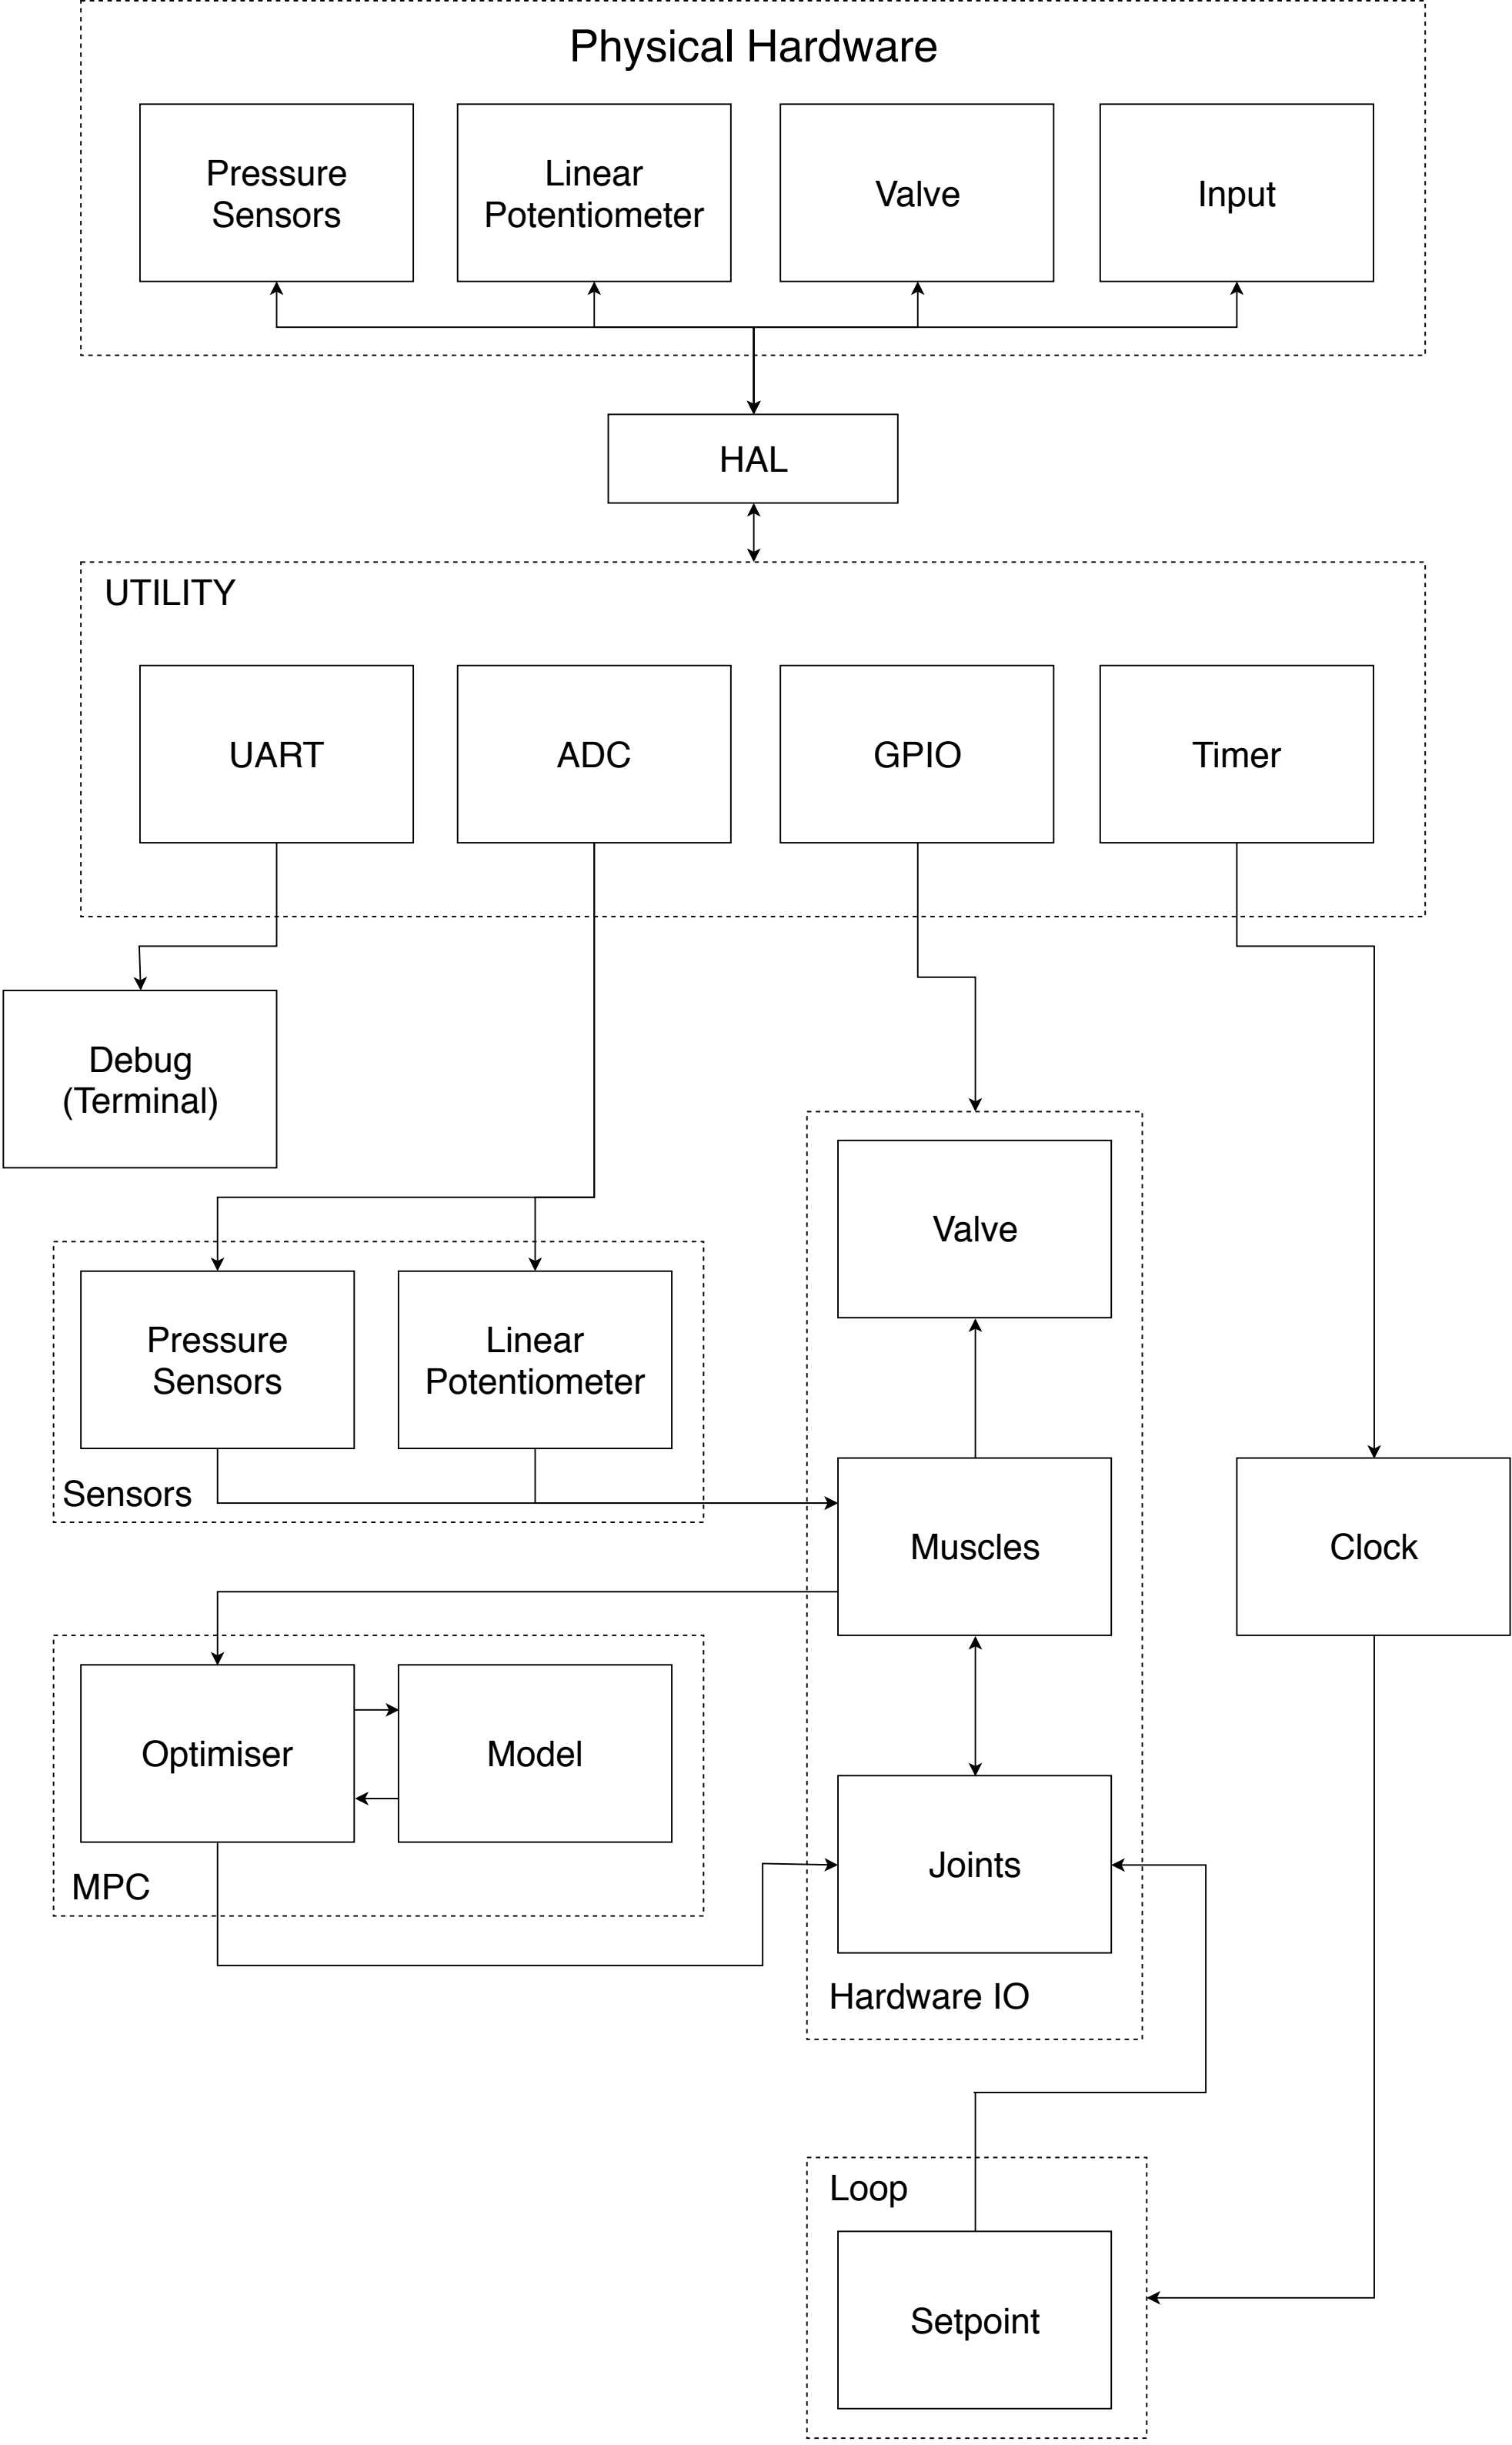 Physical Hardware
Pressure
Sensors
Linear
Potentiometer
Valve
Input
HAL
UTILITY
UART
ADC
GPIO
Timer
Debug
(Terminal)
Valve
Pressure
Sensors
Linear
Potentiometer
Sensors
Muscles
Clock
Optimiser
Model
MPC
Joints
Hardware IO
Loop
Setpoint